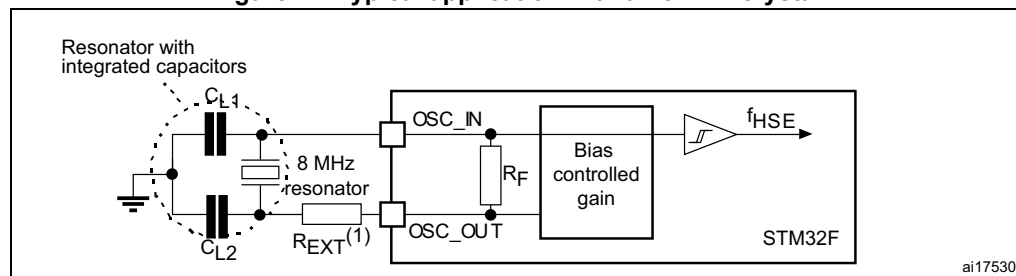 Resonator with
integrated capacitors
CL1
OSC_IN
fHSE
8 MHz
resonator
RF
Bias
controlled
gain
REXT(1)
OSC_OUT
CL2
STM32F
ai17530